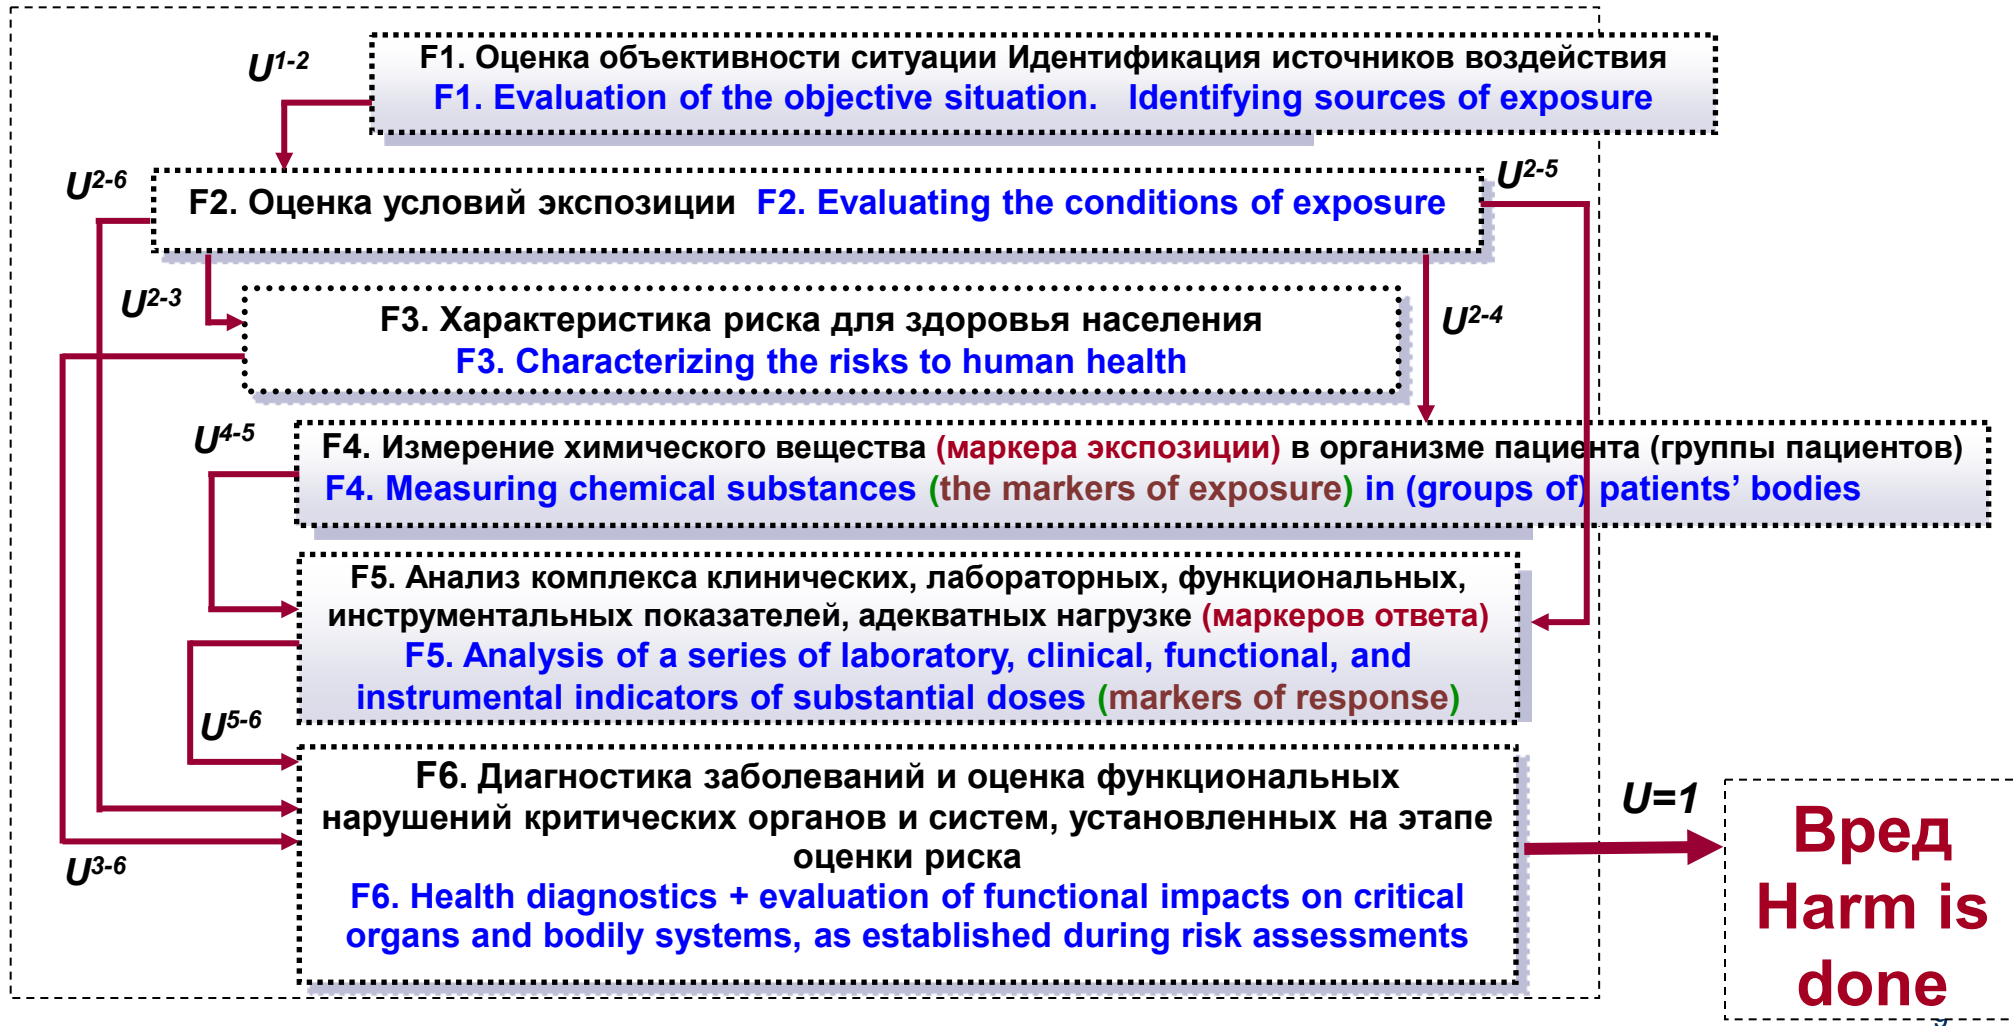 U1-2
F1. Оценка объективности ситуации Идентификация источников воздействия
F1. Evaluation of the objective situation. Identifying sources of exposure
U2-6
U2-5
F2. Оценка условий экспозиции F2. Evaluating the conditions of exposure
U2-3
F3. Характеристика риска для здоровья населения
F3. Characterizing the risks to human health
U2-4
U4-5
F4. Измерение химического вещества (маркера экспозиции) в организме пациента (группы пациентов)
F4. Measuring chemical substances (the markers of exposure) in (groups of) patients’ bodies
F5. Анализ комплекса клинических, лабораторных, функциональных,
инструментальных показателей, адекватных нагрузке (маркеров ответа)
F5. Analysis of a series of laboratory, clinical, functional, and
instrumental indicators of substantial doses (markers of response)
U5-6
F6. Диагностика заболеваний и оценка функциональных
нарушений критических органов и систем, установленных на этапе
оценки риска
F6. Health diagnostics + evaluation of functional impacts on critical
organs and bodily systems, as established during risk assessments
U3-6
U=1
Вред
Harm is
done